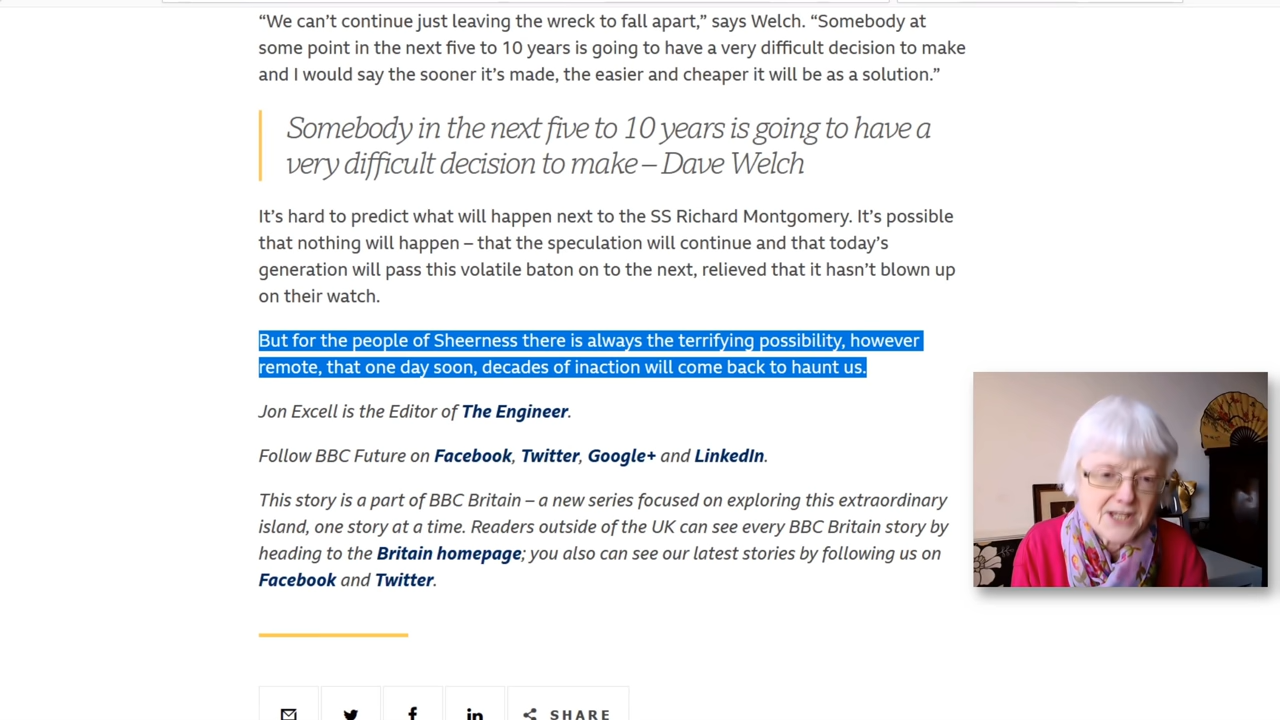 “We can’t continue just leaving the wreck to fall apart,” says Welch. “Somebody at
some point in the next five to 10 years is going to have a very difficult decision to make
and I would say the sooner it’s made, the easier and cheaper it will be as a solution.”
Somebody in the next five to 10 years is going to have a
very difficult decision to make – Dave Welch
It’s hard to predict what will happen next to the SS Richard Montgomery. It’s possible
that nothing will happen – that the speculation will continue and that today’s
generation will pass this volatile baton on to the next, relieved that it hasn’t blown up
on their watch.
But for the people of Sheerness there is always the terrifying possibility, however
remote, that one day soon, decades of inaction will come back to haunt us.
Jon Excell is the Editor of The Engineer.
Follow BBC Future on Facebook, Twitter, Google+ and LinkedIn.
This story is a part of BBC Britain – a new series focused on exploring this extraordinary
island, one story at a time. Readers outside of the UK can see every BBC Britain story by
heading to the Britain homepage; you also can see our latest stories by following us on
Facebook and Twitter.
SHARE